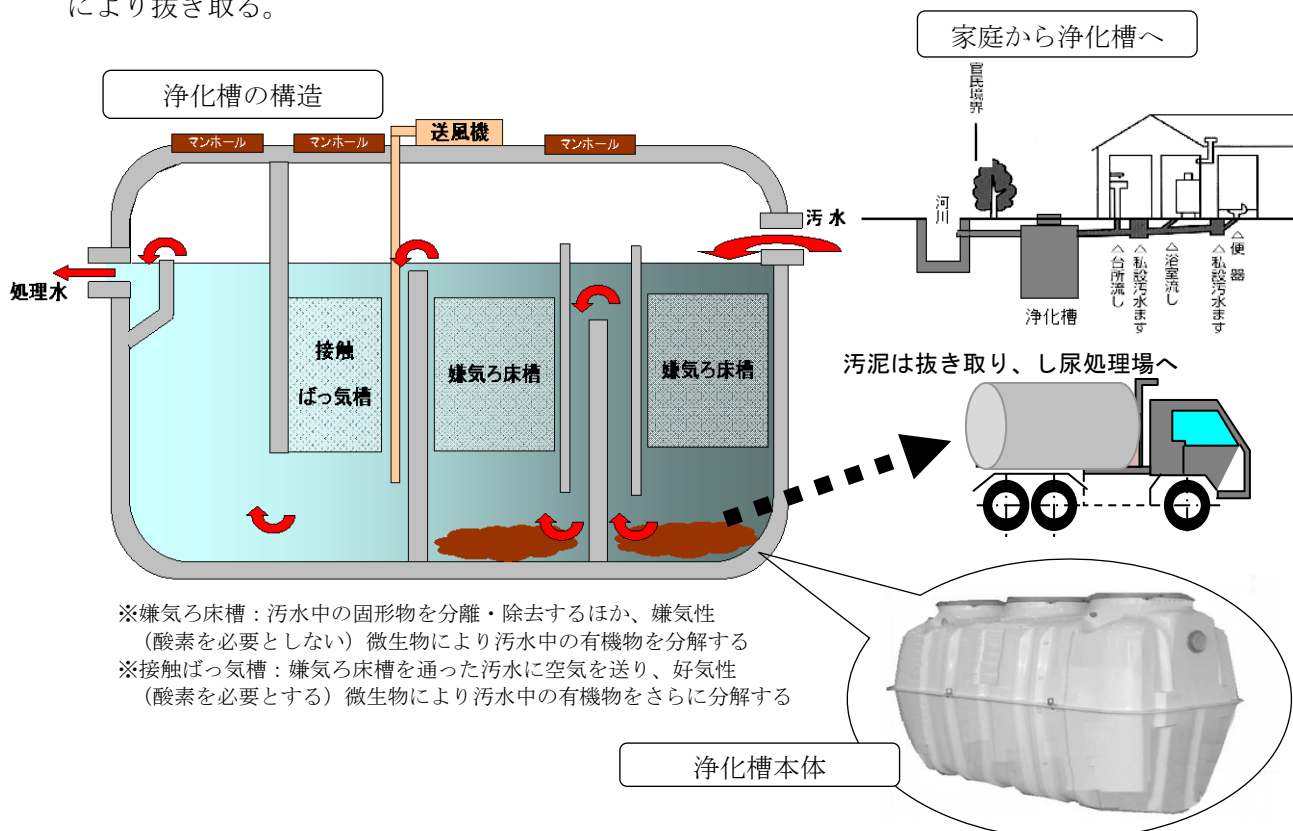 により抜き取る。
家庭から浄化槽へ
浄化槽の構造
マンホール
マンホール
送風機
マンホール
汚水
処理水
接触
ばっ気槽
嫌気ろ床槽
嫌気ろ床槽
官民境界
河川
浄化槽
△台所流し
△私設汚水ます
△浴室流し
△私設汚水ます
△便器
汚泥は抜き取り、し尿処理場へ
※嫌気ろ床槽：汚水中の固形物を分離・除去するほか、嫌気性
（酸素を必要としない）微生物により汚水中の有機物を分解する
※接触ばっ気槽：嫌気ろ床槽を通った汚水に空気を送り、好気性
（酸素を必要とする）微生物により汚水中の有機物をさらに分解する
浄化槽本体